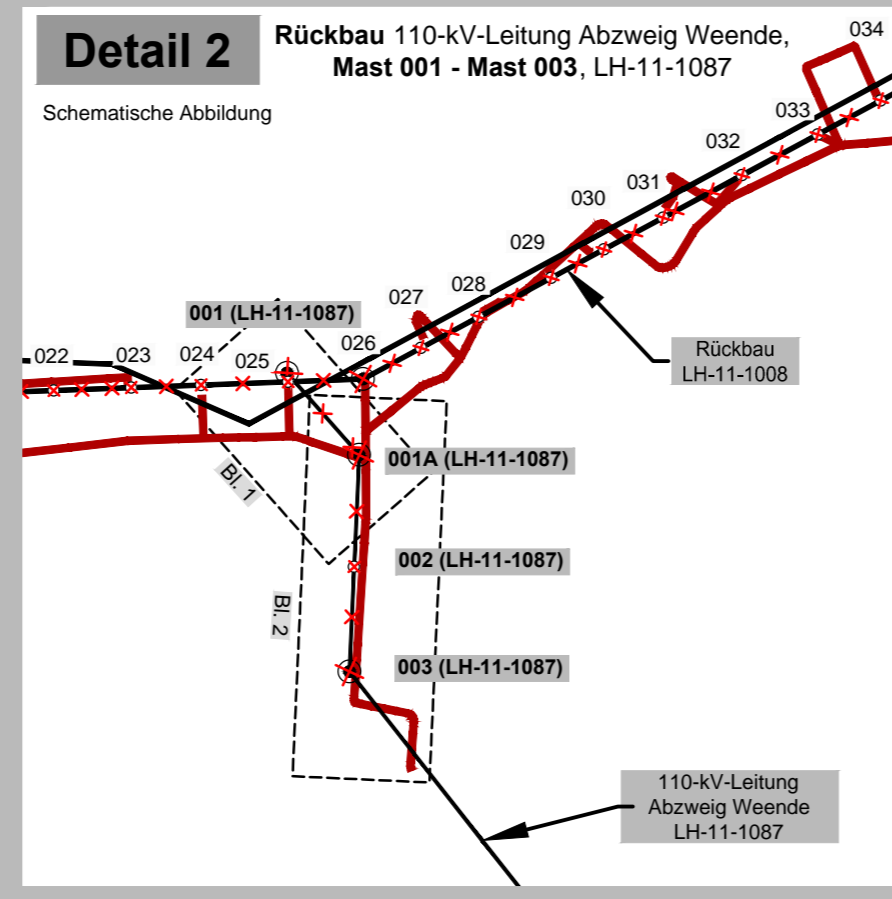 Detail 2
Rückbau 110-kV-Leitung Abzweig Weende,
Mast 001 - Mast 003, LH-11-1087
Schematische Abbildung
034
033
032
031
030
029
028
027
001 (LH-11-1087)
026
022
023
024
025
Rückbau
LH-11-1008
001A (LH-11-1087)
Bl. 1
002 (LH-11-1087)
Bl. 2
003 (LH-11-1087)
110-kV-Leitung
Abzweig Weende
LH-11-1087